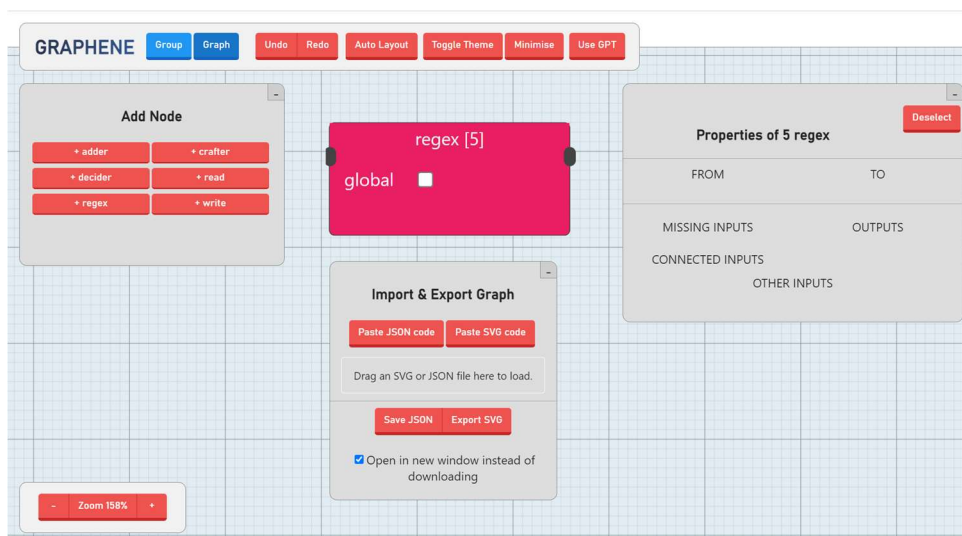 GRAPHENE Group Graph Undo Redo Auto Layout Toggle Theme Minimise Use GPT
-
Add Node
+ adder + crafter
+ decider + read
+ regex + write
regex [5]
global
-
Deselect
Properties of 5 regex
FROM TO
MISSING INPUTS OUTPUTS
CONNECTED INPUTS
OTHER INPUTS
-
Import & Export Graph
Paste JSON code Paste SVG code
Drag an SVG or JSON file here to load.
Save JSON Export SVG
Open in new window instead of
downloading
- Zoom 158% +